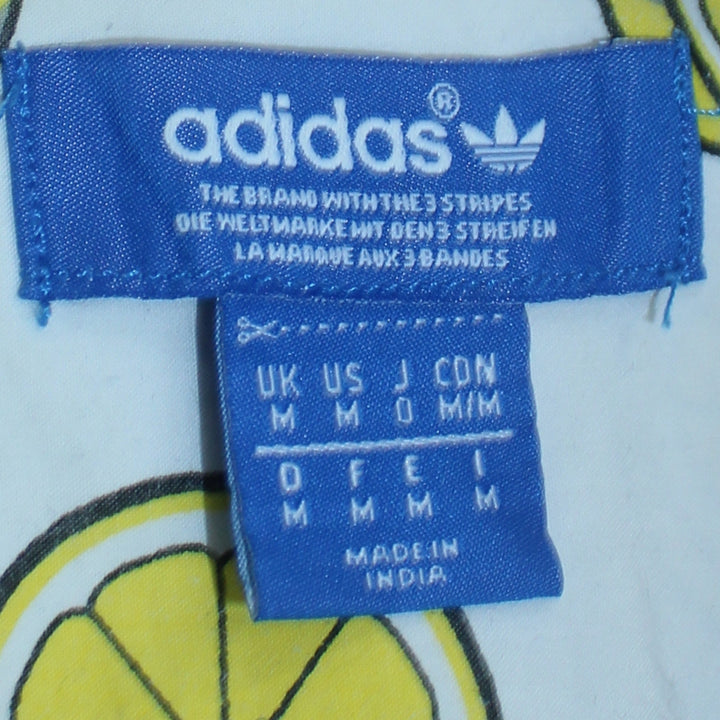 adidas®
THE BRAND WITH THE 3 STRIPES
DIE WELTMARKE MIT DEN 3 STREIFEN
LA MARQUE AUX 3 BANDES
UK US J CDN
M M O M/M
D F E I
M M M M
MADE IN
INDIA